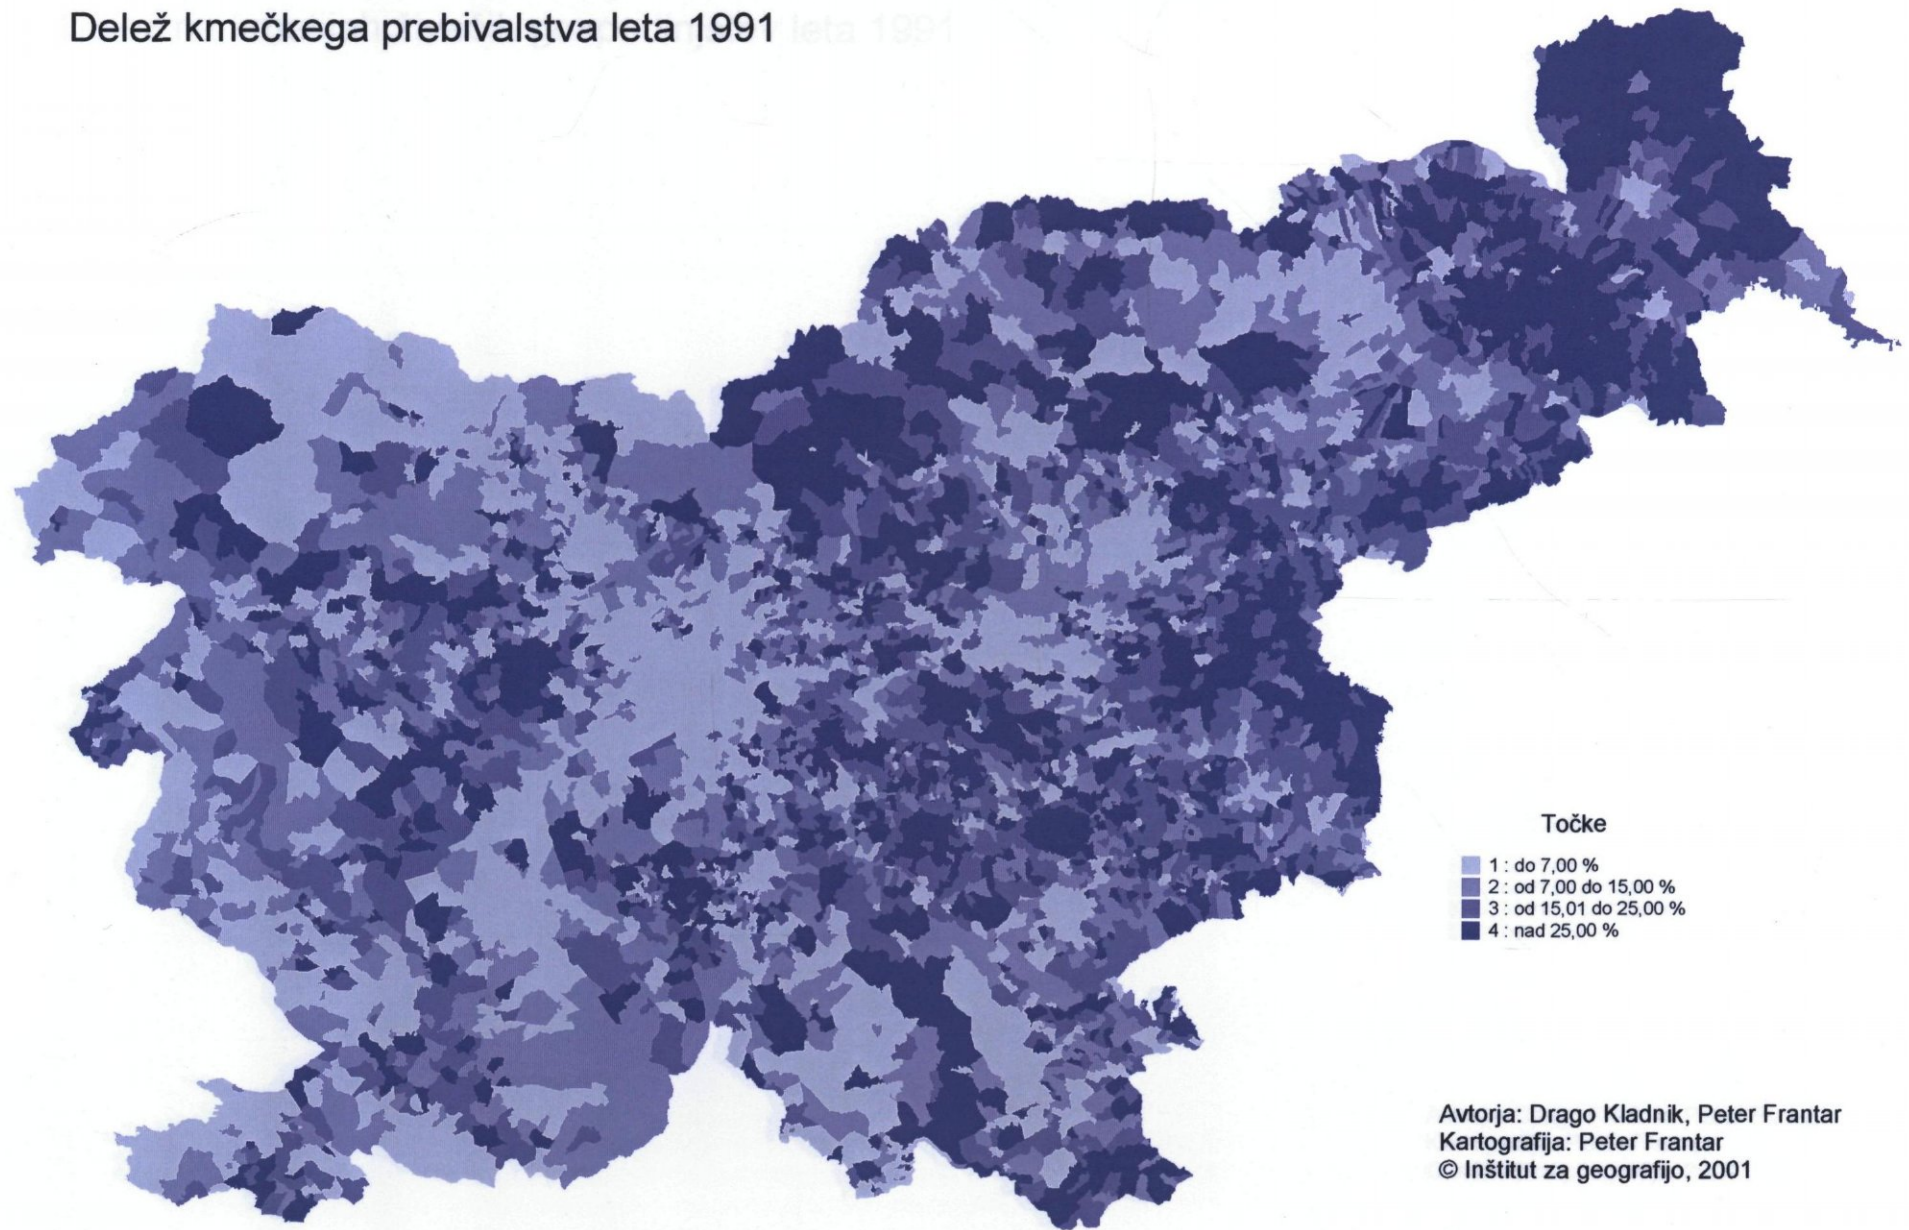 Delež kmečkega prebivalstva leta 1991
Točke
1 : do 7,00 %
2 : od 7,00 do 15,00 %
3 : od 15,01 do 25,00 %
4 : nad 25,00 %
Avtorja: Drago Kladnik, Peter Frantar
Kartografija: Peter Frantar
© Inštitut za geografijo, 2001